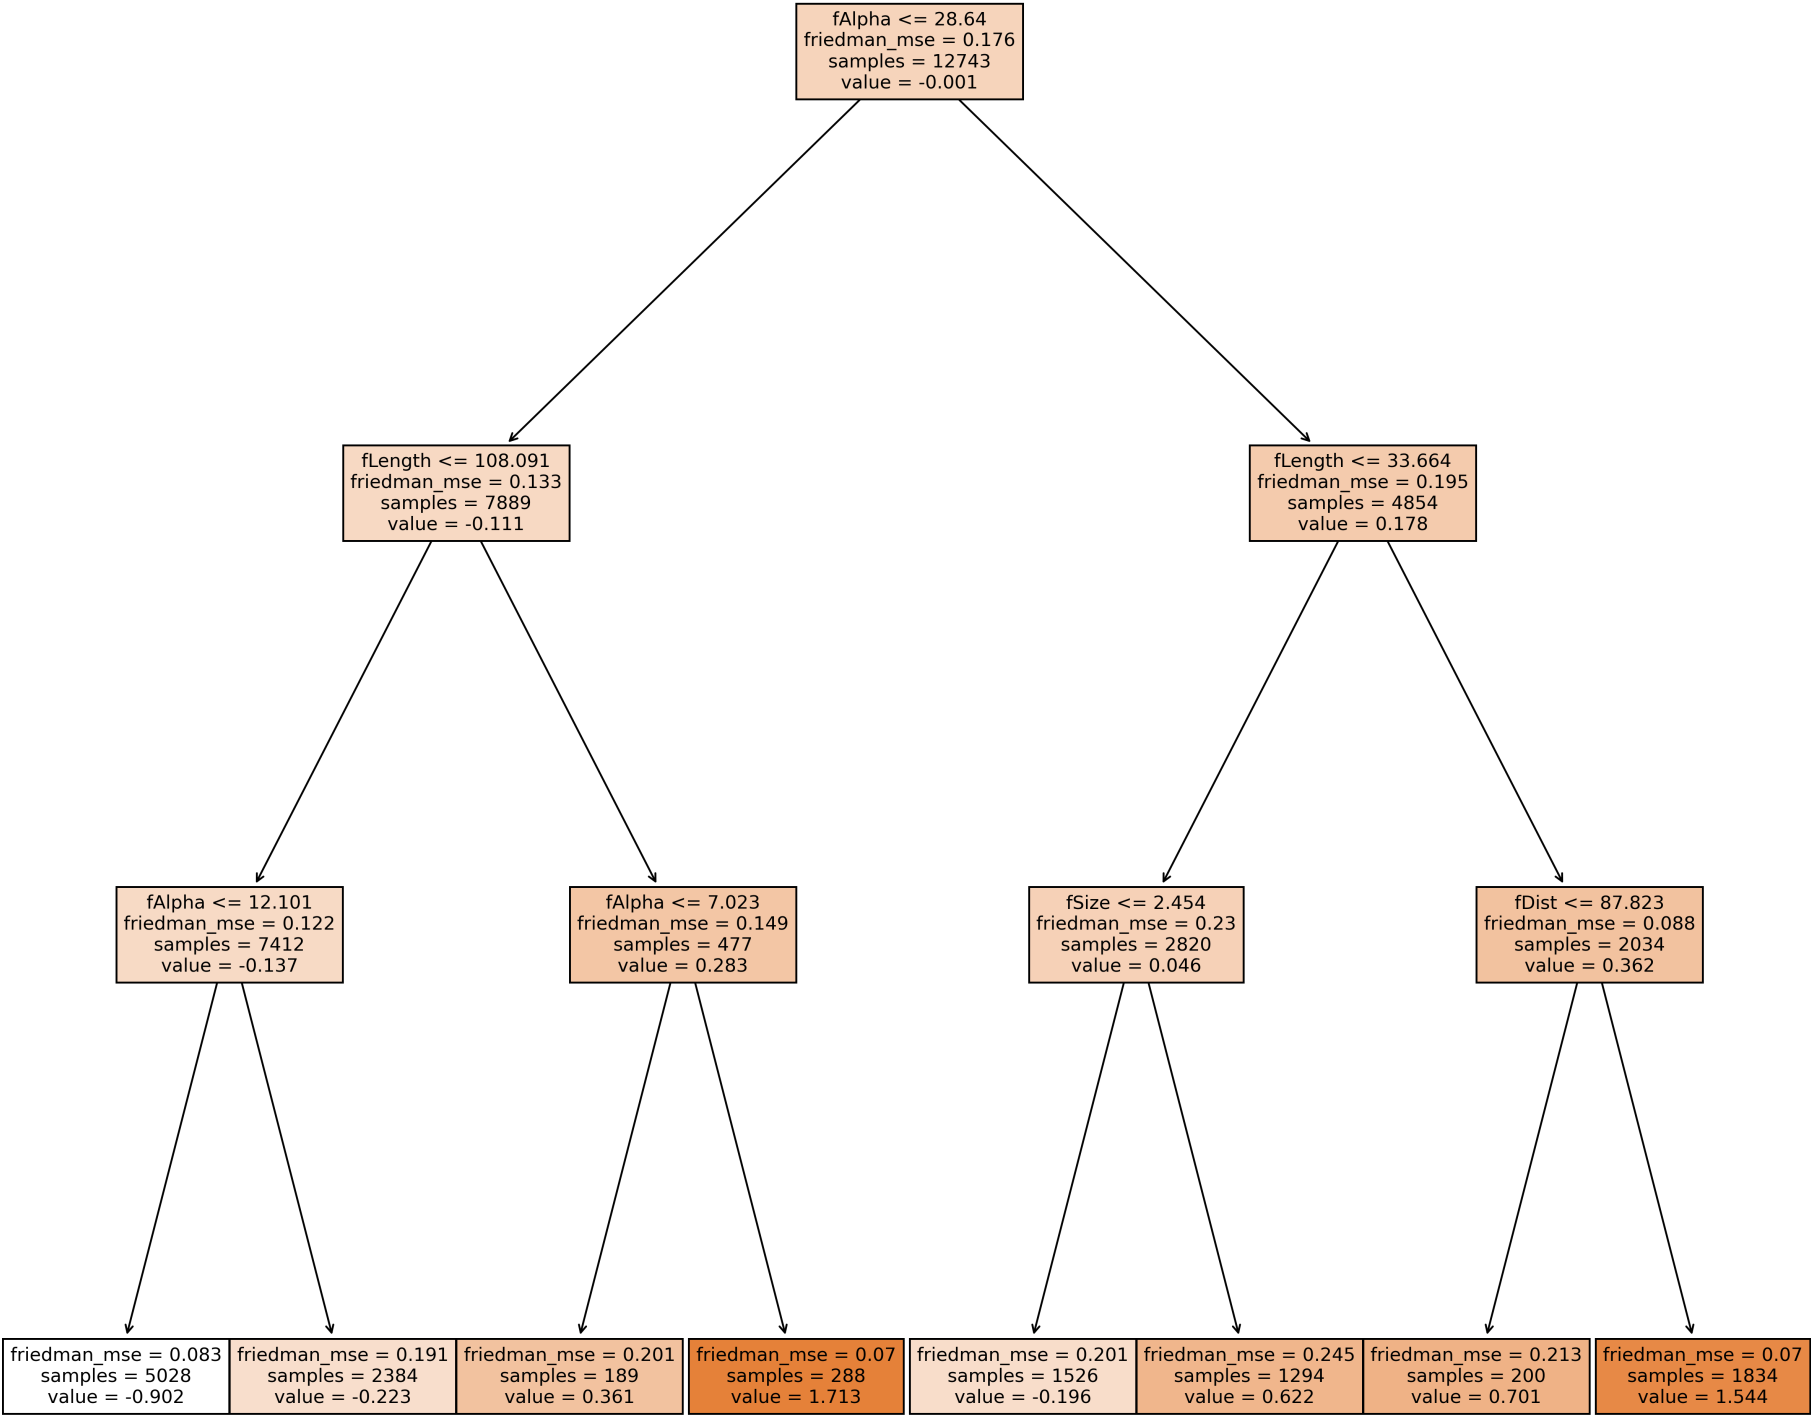 fAlpha <= 28.64
friedman_mse = 0.176
samples = 12743
value = -0.001
fLength <= 108.091
friedman_mse = 0.133
samples = 7889
value = -0.111
fLength <= 33.664
friedman_mse = 0.195
samples = 4854
value = 0.178
fAlpha <= 12.101
friedman_mse = 0.122
samples = 7412
value = -0.137
fAlpha <= 7.023
friedman_mse = 0.149
samples = 477
value = 0.283
fSize <= 2.454
friedman_mse = 0.23
samples = 2820
value = 0.046
fDist <= 87.823
friedman_mse = 0.088
samples = 2034
value = 0.362
friedman_mse = 0.083
samples = 5028
value = -0.902
friedman_mse = 0.191
samples = 2384
value = -0.223
friedman_mse = 0.201
samples = 189
value = 0.361
friedman_mse = 0.07
samples = 288
value = 1.713
friedman_mse = 0.201
samples = 1526
value = -0.196
friedman_mse = 0.245
samples = 1294
value = 0.622
friedman_mse = 0.213
samples = 200
value = 0.701
friedman_mse = 0.07
samples = 1834
value = 1.544